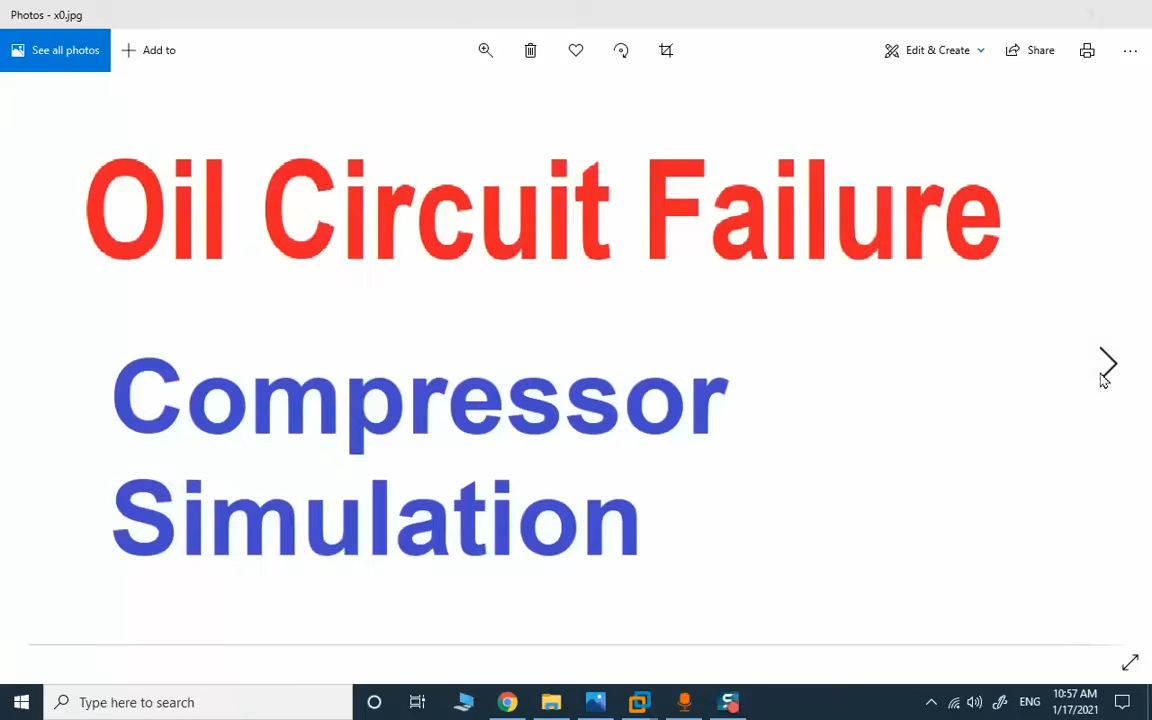 Photos - x0.jpg
See all photos
Add to
Edit & Create
Share
Oil Circuit Failure
Compressor
Simulation
Type here to search
ENG
10:57 AM
1/17/2021